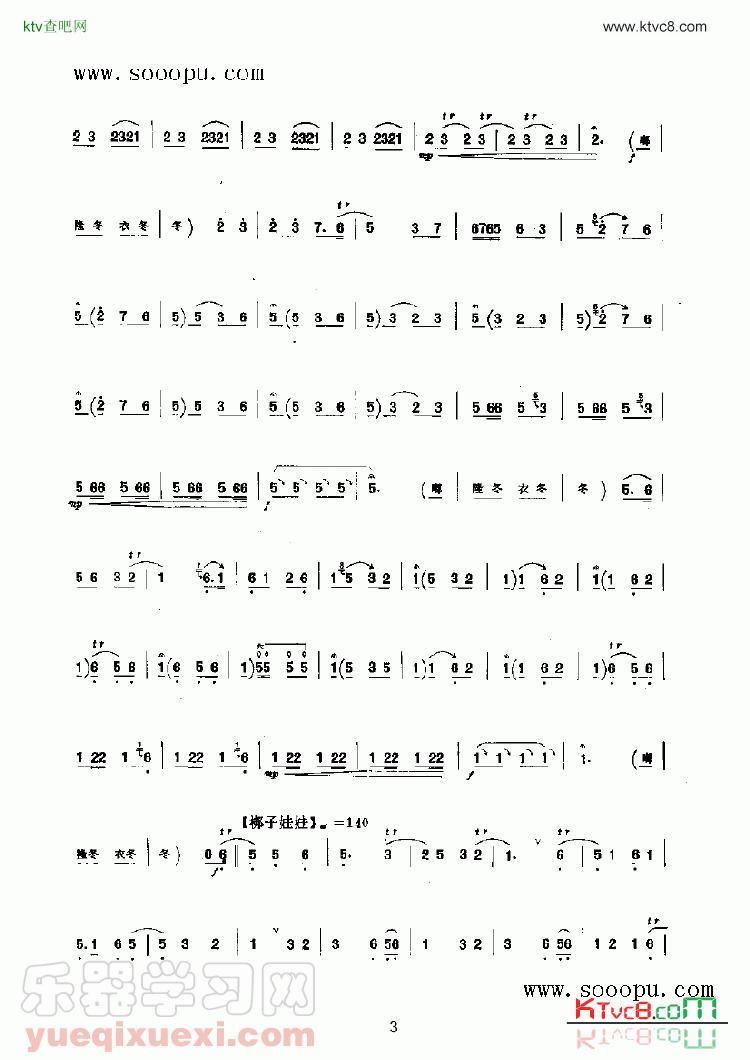 ktv查吧网
www.ktvc8.com
www.sooopu.com
2 3 2321 | 2 3 2321 | 2 3 2321 | 2 3 2321 | 2 3 2 3 | 2 3 2 3 | 2. (嘟
mp f
隆冬 衣冬 | 冬) 2 3 | 2 3 7. 6 | 5 3 7 | 6765 6 3 | 5 2 7 6
5 (2 7 6 | 5) 5 3 6 | 5 (5 3 6 | 5) 3 2 3 | 5 (3 2 3 | 5) 2 7 6
5 (2 7 6 | 5) 5 3 6 | 5 (5 3 6 | 5) 3 2 3 | 5 66 5 3 | 5 66 5 3
5 66 5 66 | 5 66 5 66 | 5 5 5 5 | 5. (嘟 | 隆冬 衣冬 | 冬) 5. 6
mp f
5 6 3 2 | 1 6.1 | 6 1 2 6 | 1 5 3 2 | 1 (5 3 2 | 1) 1 6 2 | 1 (1 6 2
1) 6 5 6 | 1 (6 5 6 | 1) 55 5 5 | 1 (5 3 5 | 1) 1 6 2 | 1 (1 6 2 | 1) 6 5 6
1 22 1 6 | 1 22 1 6 | 1 22 1 22 | 1 22 1 22 | 1 1 1 1 | 1. (嘟
mp f
【梆子娃娃】 =140
隆冬 衣冬 | 冬) 0 6 | 5 5 6 | 5. 3 | 2 5 3 2 | 1. 6 | 5 1 6 1
f
5.1 6 5 | 5 3 2 | 1 3 2 | 3 6 56 | 1 3 2 | 3 6 56 | 1 2 1 6
乐器学习网
yueqixuexi.com
www.sooopu.com
KTvc8.com
3